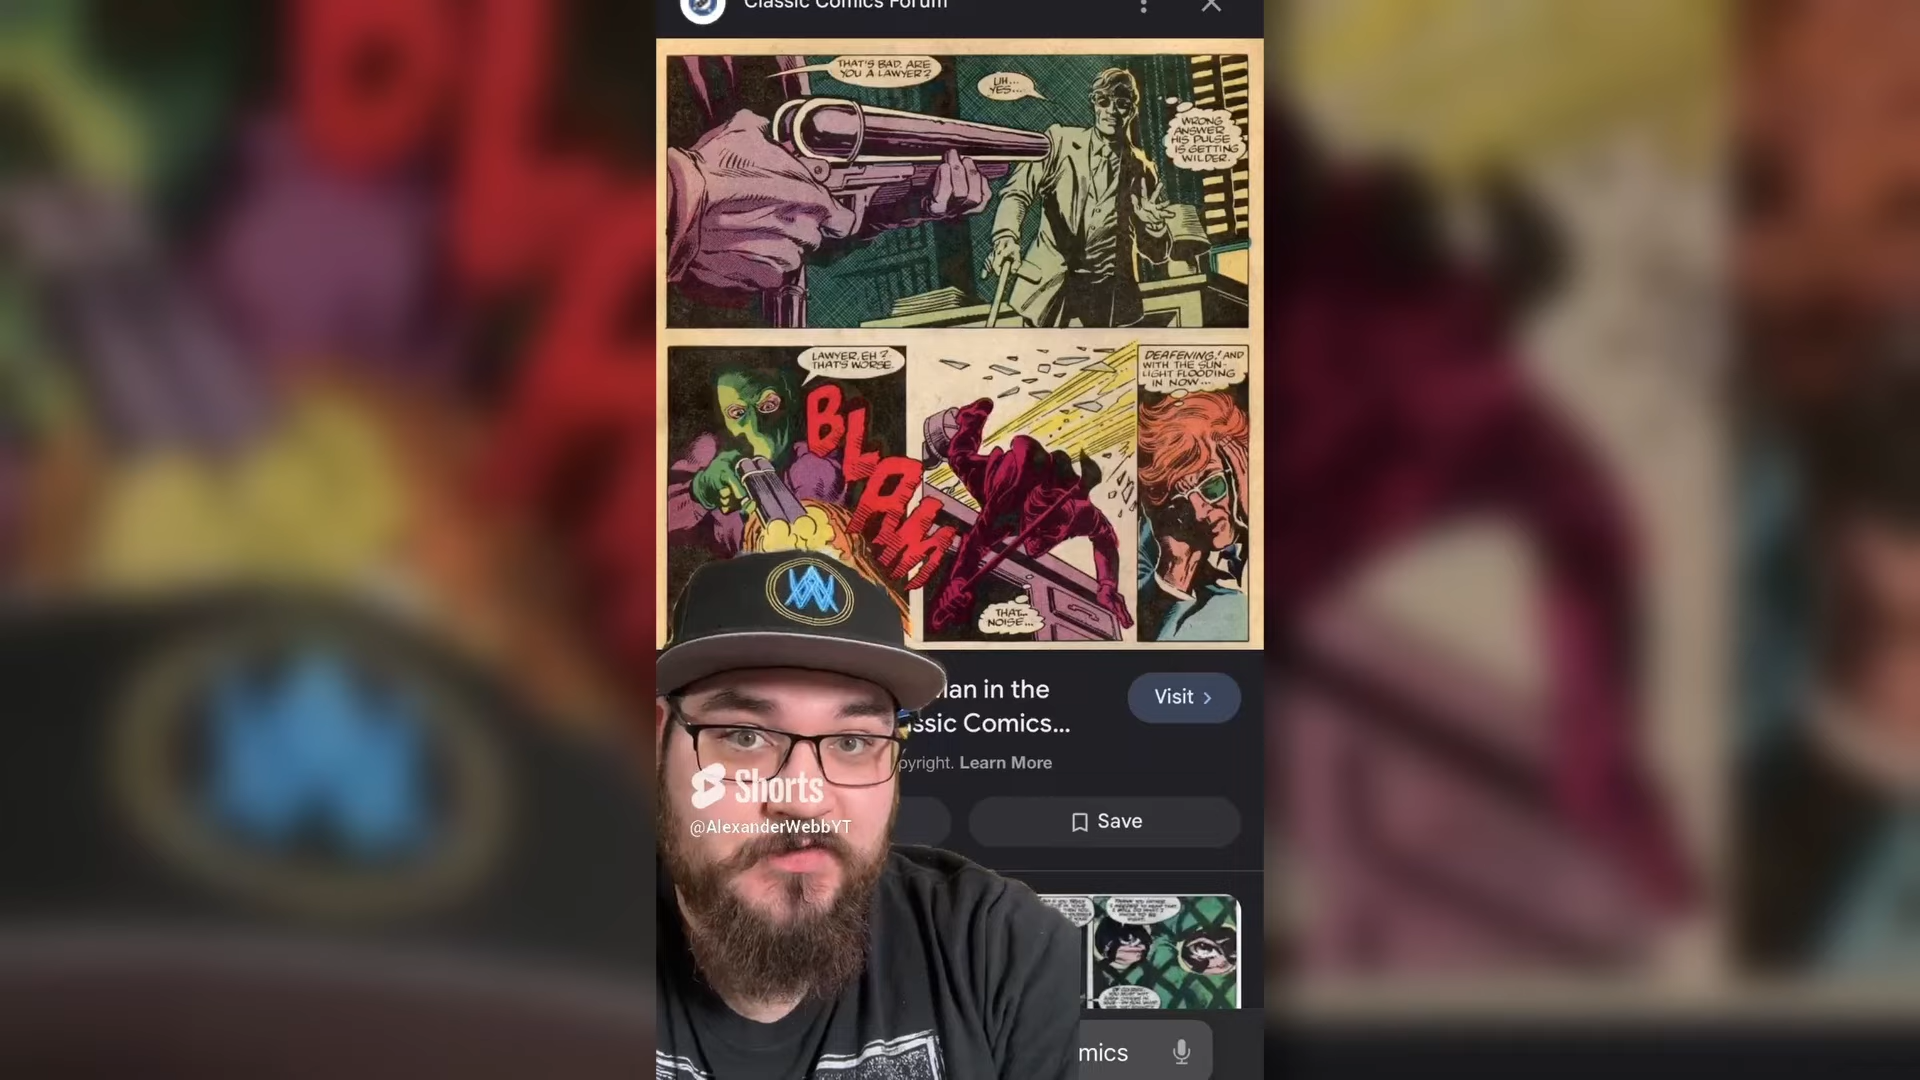 Classic Comics Forum
THAT'S BAD. ARE
YOU A LAWYER?
UH...
YES...
WRONG
ANSWER
HIS PULSE
IS GETTING
WILDER.
LAWYER, EH?
THAT'S WORSE.
BLAM
THAT...
NOISE...
DEAFENING! AND
WITH THE SUN-
LIGHT FLOODING
IN NOW...
Man in the
ssic Comics...
Visit >
pyright. Learn More
Shorts
@AlexanderWebbYT
Save
mics